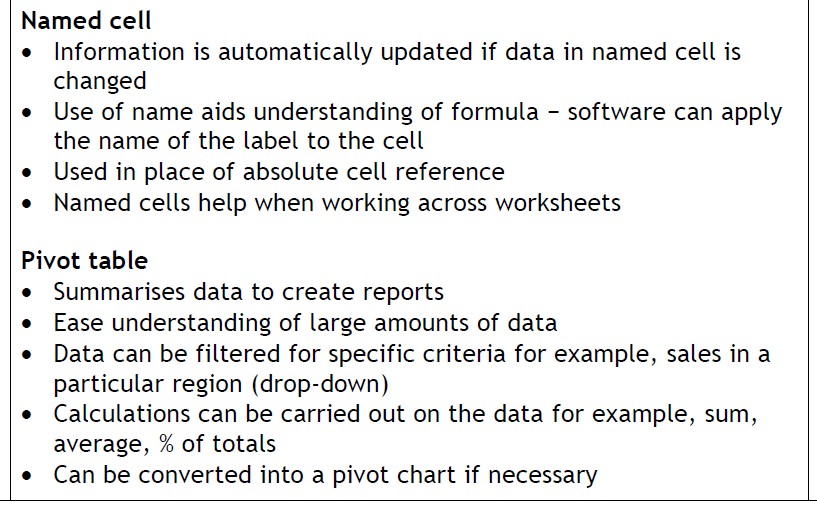 Named cell
• Information is automatically updated if data in named cell is
changed
• Use of name aids understanding of formula – software can apply
the name of the label to the cell
• Used in place of absolute cell reference
• Named cells help when working across worksheets
Pivot table
• Summarises data to create reports
• Ease understanding of large amounts of data
• Data can be filtered for specific criteria for example, sales in a
particular region (drop-down)
• Calculations can be carried out on the data for example, sum,
average, % of totals
• Can be converted into a pivot chart if necessary